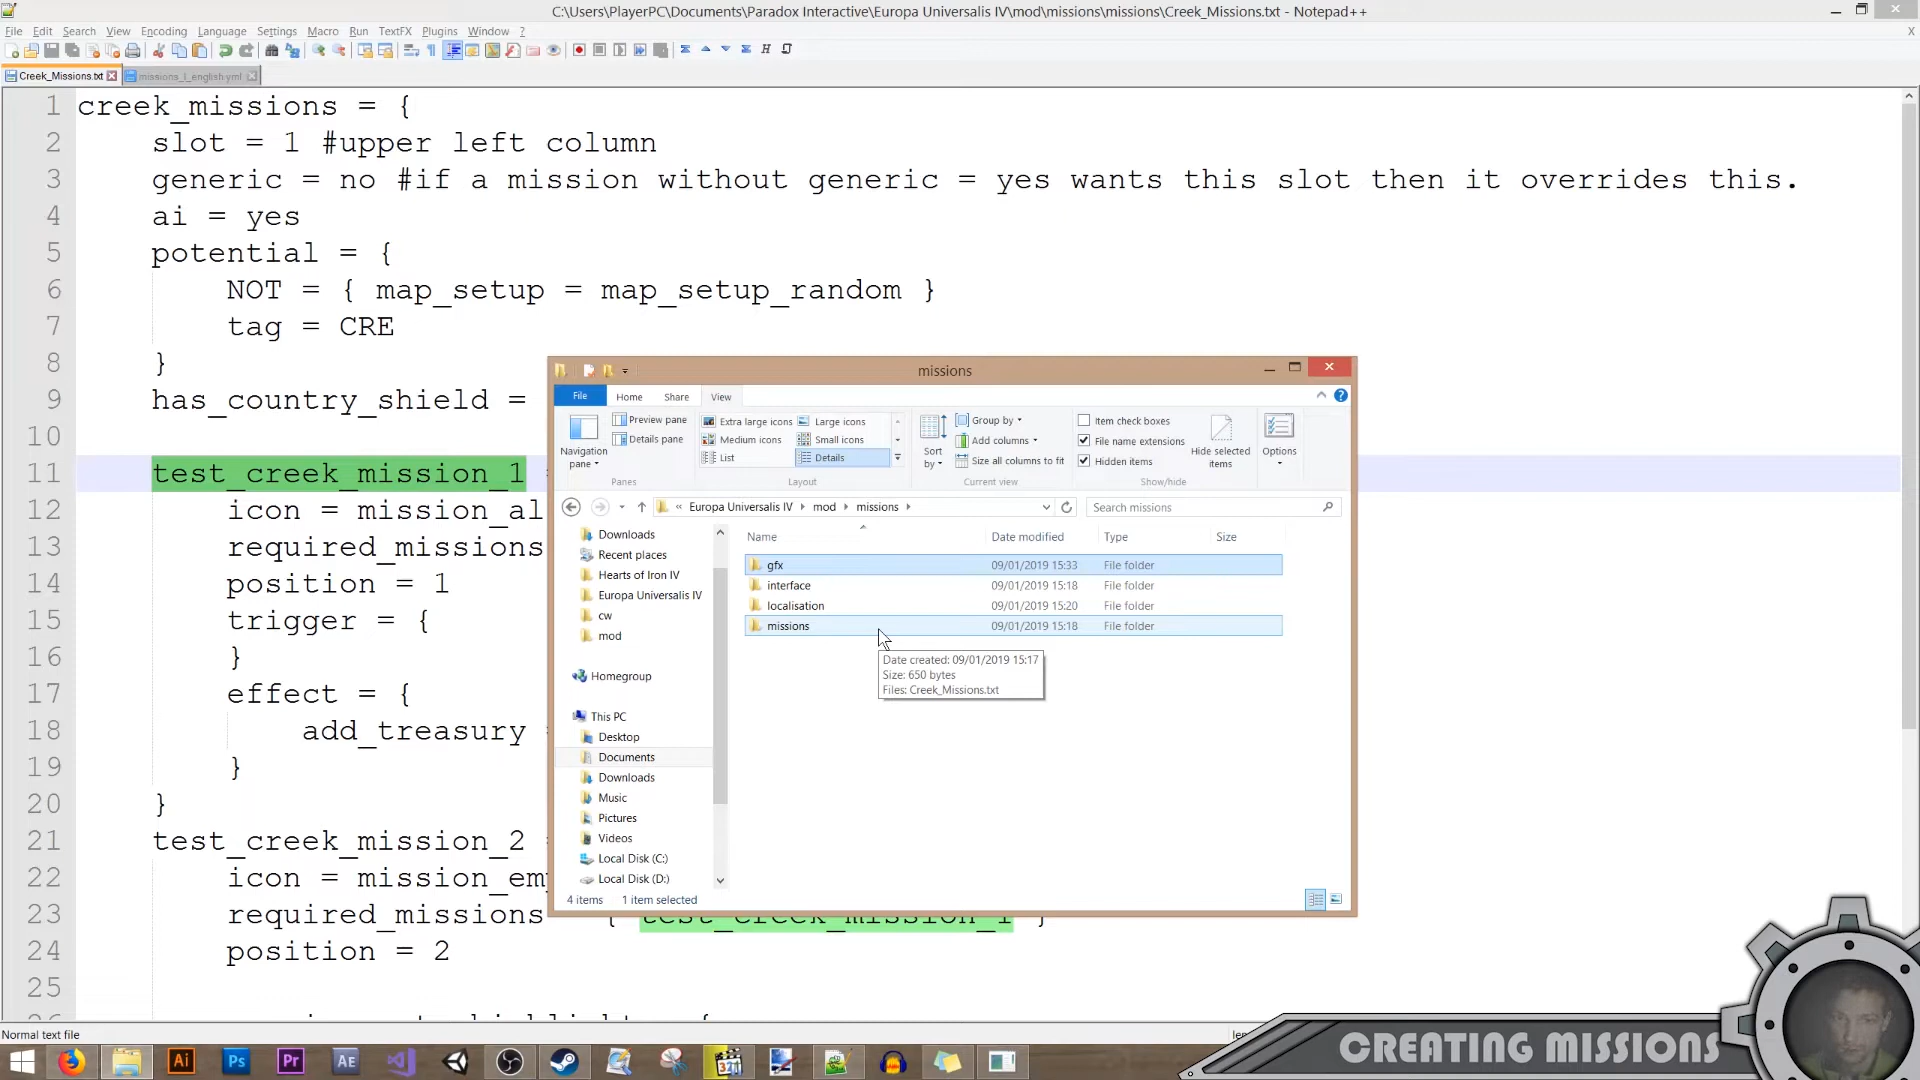 C:\Users\PlayerPC\Documents\Paradox Interactive\Europa Universalis IV\mod\missions\missions\Creek_Missions.txt - Notepad++
File Edit Search View Encoding Language Settings Macro Run TextFX Plugins Window ?
X
Creek_Missions.txt missions_l_english.yml
1 creek_missions = {
2 slot = 1 #upper left column
3 generic = no #if a mission without generic = yes wants this slot then it overrides this.
4 ai = yes
5 potential = {
6 NOT = { map_setup = map_setup_random }
7 tag = CRE
8 }
9 has_country_shield =
10
11 test_creek_mission_1
12 icon = mission_al
13 required_missions
14 position = 1
15 trigger = {
16 }
17 effect = {
18 add_treasury
19 }
20 }
21 test_creek_mission_2
22 icon = mission_em
23 required_missions { test_creek_mission_1 }
24 position = 2
25
missions
File Home Share View
Navigation pane
Preview pane
Details pane
Panes
Extra large icons Large icons
Medium icons Small icons
List Details
Layout
Sort by
Group by
Add columns
Size all columns to fit
Current view
Item check boxes
File name extensions
Hidden items
Hide selected items
Show/hide
Options
« Europa Universalis IV mod missions
Search missions
Name Date modified Type Size
gfx 09/01/2019 15:33 File folder
interface 09/01/2019 15:18 File folder
localisation 09/01/2019 15:20 File folder
missions 09/01/2019 15:18 File folder
Date created: 09/01/2019 15:17
Size: 650 bytes
Files: Creek_Missions.txt
Downloads
Recent places
Hearts of Iron IV
Europa Universalis IV
cw
mod
Homegroup
This PC
Desktop
Documents
Downloads
Music
Pictures
Videos
Local Disk (C:)
Local Disk (D:)
4 items 1 item selected
Normal text file
CREATING MISSIONS
Ai Ps Pr AE
321